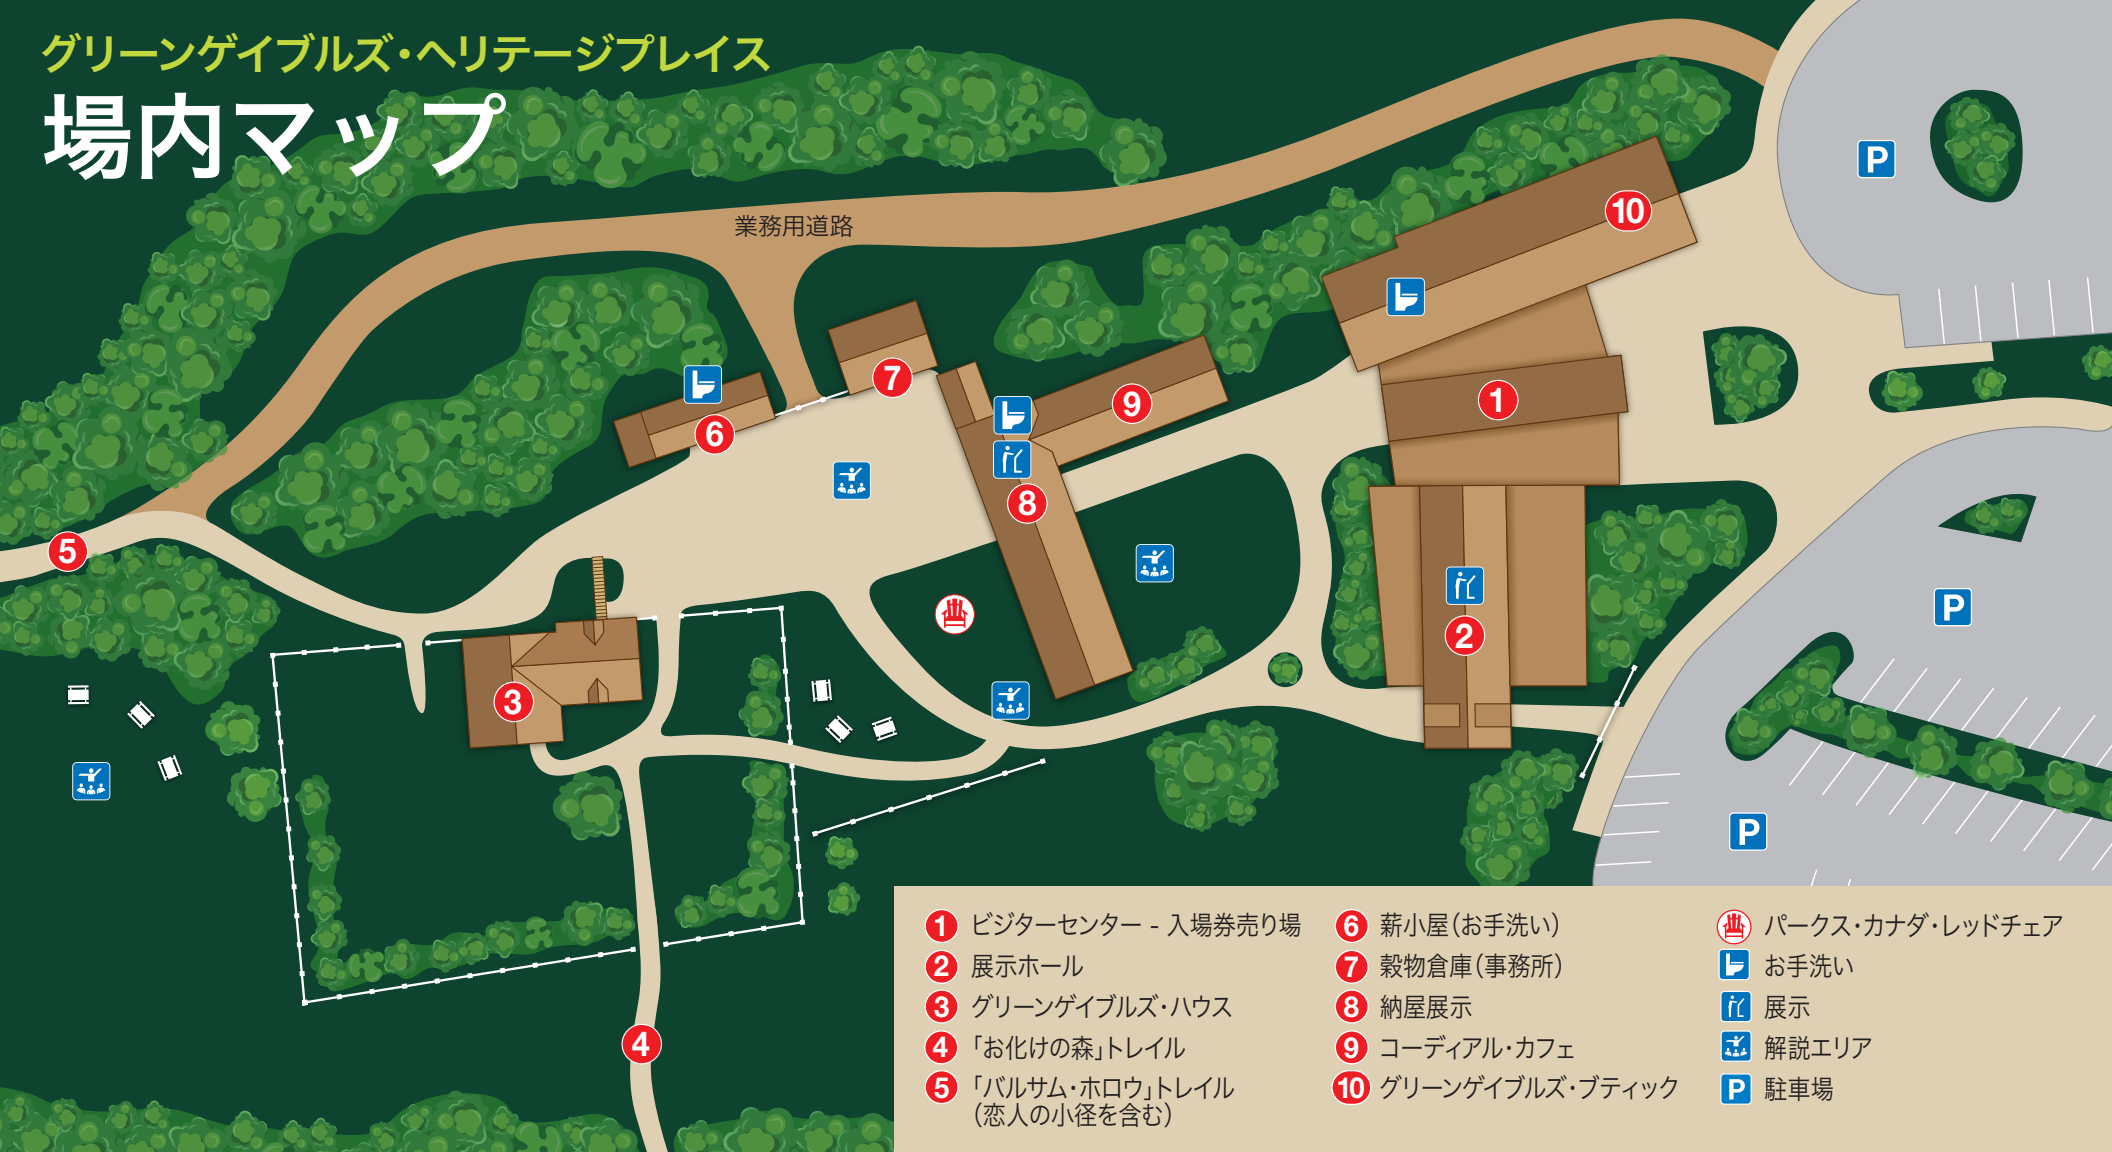 グリーンゲイブルズ・ヘリテージプレイス
場内マップ
業務用道路
P
10
7
6
9
8
1
5
2
3
P
P
4
1 ビジターセンター - 入場券売り場
2 展示ホール
3 グリーンゲイブルズ・ハウス
4 「お化けの森」トレイル
5 「バルサム・ホロウ」トレイル
（恋人の小径を含む）
6 薪小屋（お手洗い）
7 穀物倉庫（事務所）
8 納屋展示
9 コーディアル・カフェ
10 グリーンゲイブルズ・ブティック
パークス・カナダ・レッドチェア
お手洗い
展示
解説エリア
P 駐車場